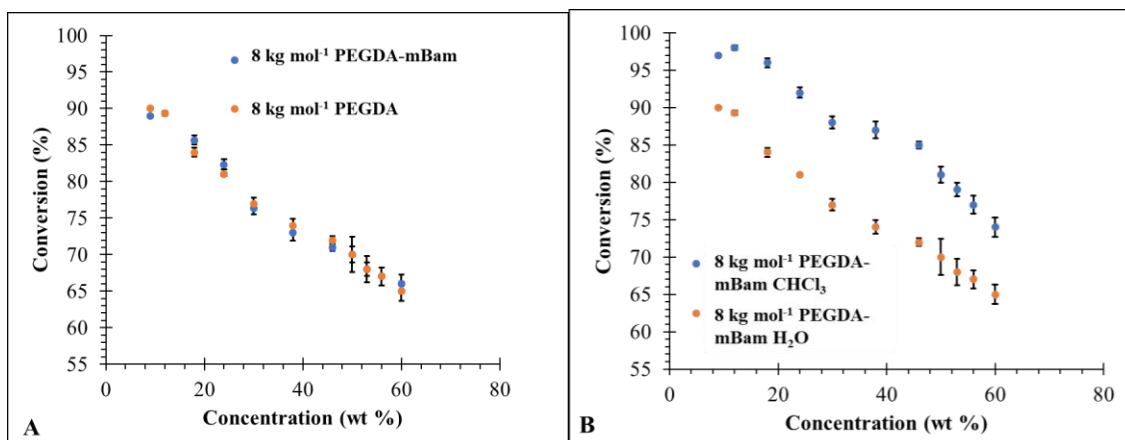 100
95
90
85
80
75
70
65
60
55
0
20
40
60
80
Conversion (%)
Concentration (wt %)
8 kg mol⁻¹ PEGDA-mBam
8 kg mol⁻¹ PEGDA
A
100
95
90
85
80
75
70
65
60
55
0
20
40
60
80
Conversion (%)
Concentration (wt %)
8 kg mol⁻¹ PEGDA-
mBam CHCl₃
8 kg mol⁻¹ PEGDA-
mBam H₂O
B